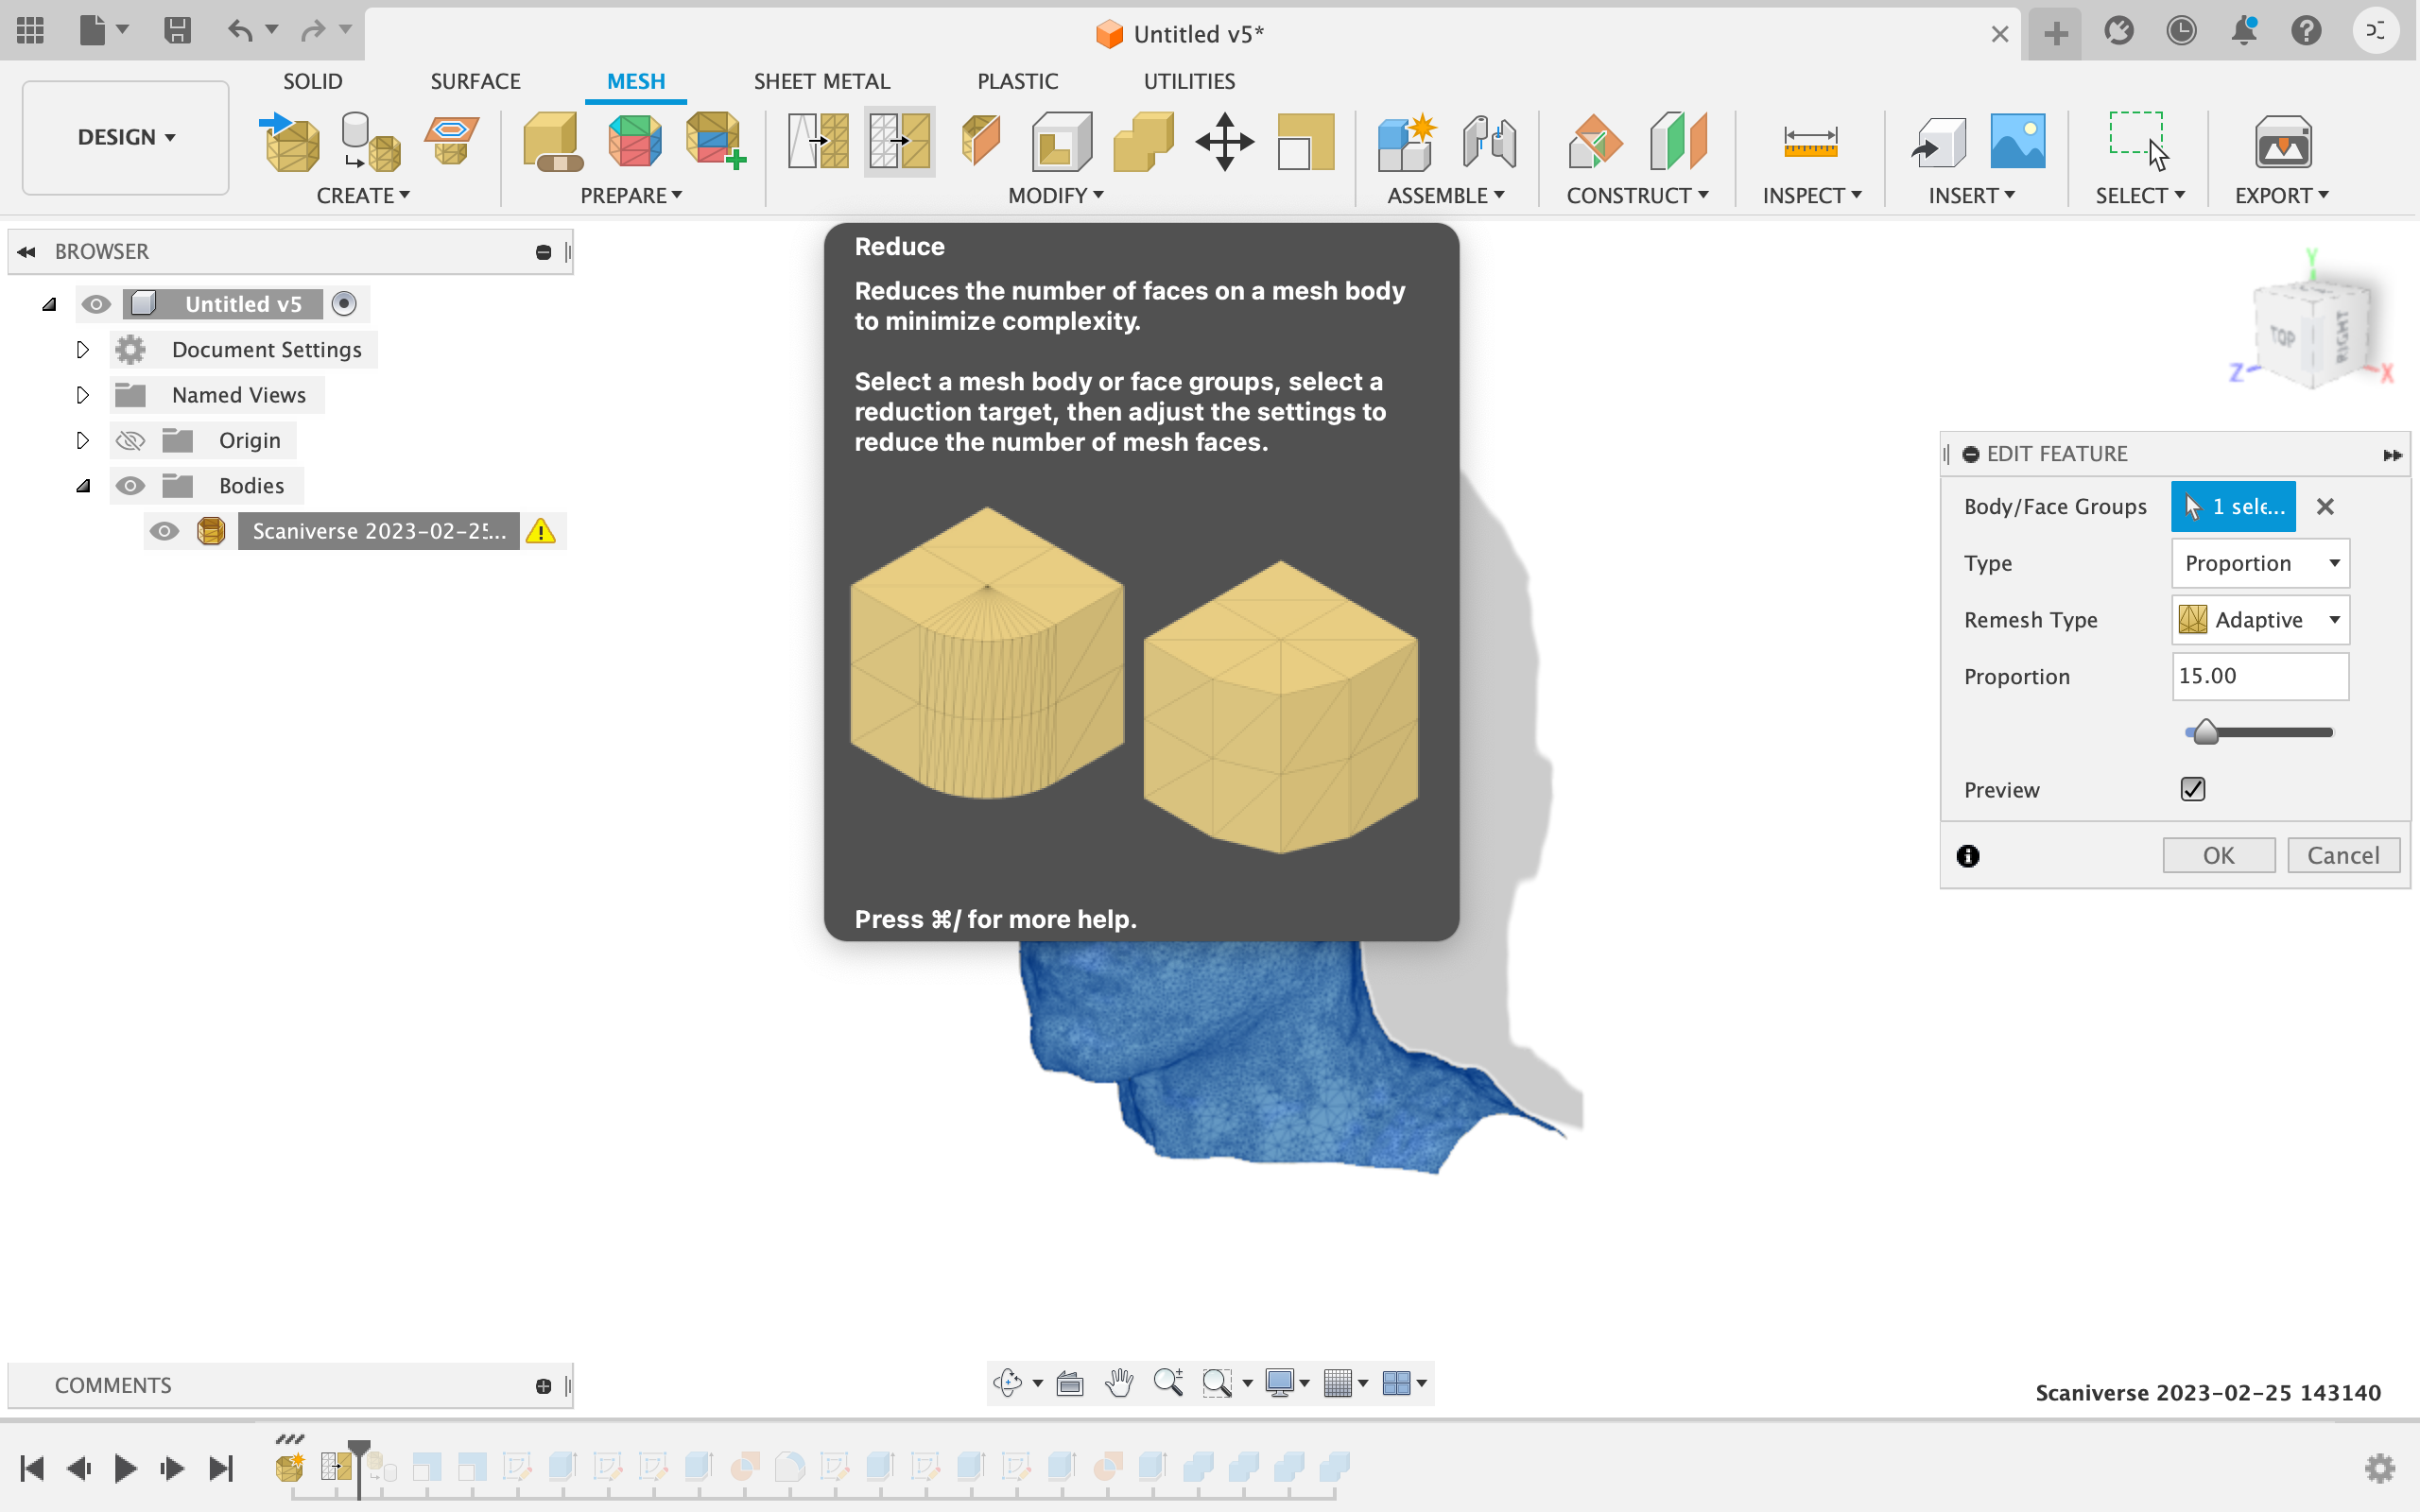 Untitled v5*
SOLID
SURFACE
MESH
SHEET METAL
PLASTIC
UTILITIES
DESIGN
CREATE
PREPARE
MODIFY
ASSEMBLE
CONSTRUCT
INSPECT
INSERT
SELECT
EXPORT
BROWSER
Untitled v5
Document Settings
Named Views
Origin
Bodies
Scaniverse 2023-02-25...
Reduce
Reduces the number of faces on a mesh body
to minimize complexity.
Select a mesh body or face groups, select a
reduction target, then adjust the settings to
reduce the number of mesh faces.
Press ⌘/ for more help.
Y
TOP
RIGHT
Z
X
EDIT FEATURE
Body/Face Groups
1 sele...
Type
Proportion
Remesh Type
Adaptive
Proportion
15.00
Preview
OK
Cancel
COMMENTS
Scaniverse 2023-02-25 143140